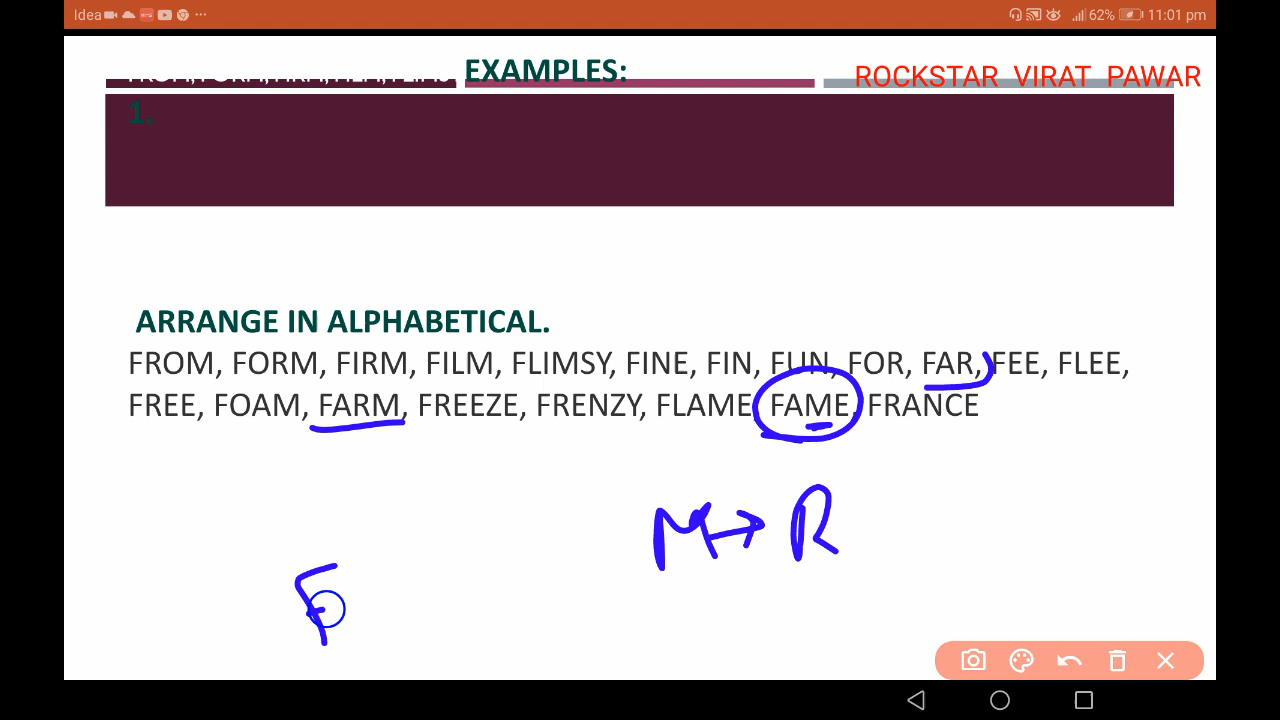 Idea 62% 11:01 pm
EXAMPLES:
ROCKSTAR VIRAT PAWAR
1.
ARRANGE IN ALPHABETICAL.
FROM, FORM, FIRM, FILM, FLIMSY, FINE, FIN, FUN, FOR, FAR, FEE, FLEE,
FREE, FOAM, FARM, FREEZE, FRENZY, FLAME, FAME, FRANCE
M→ R
F